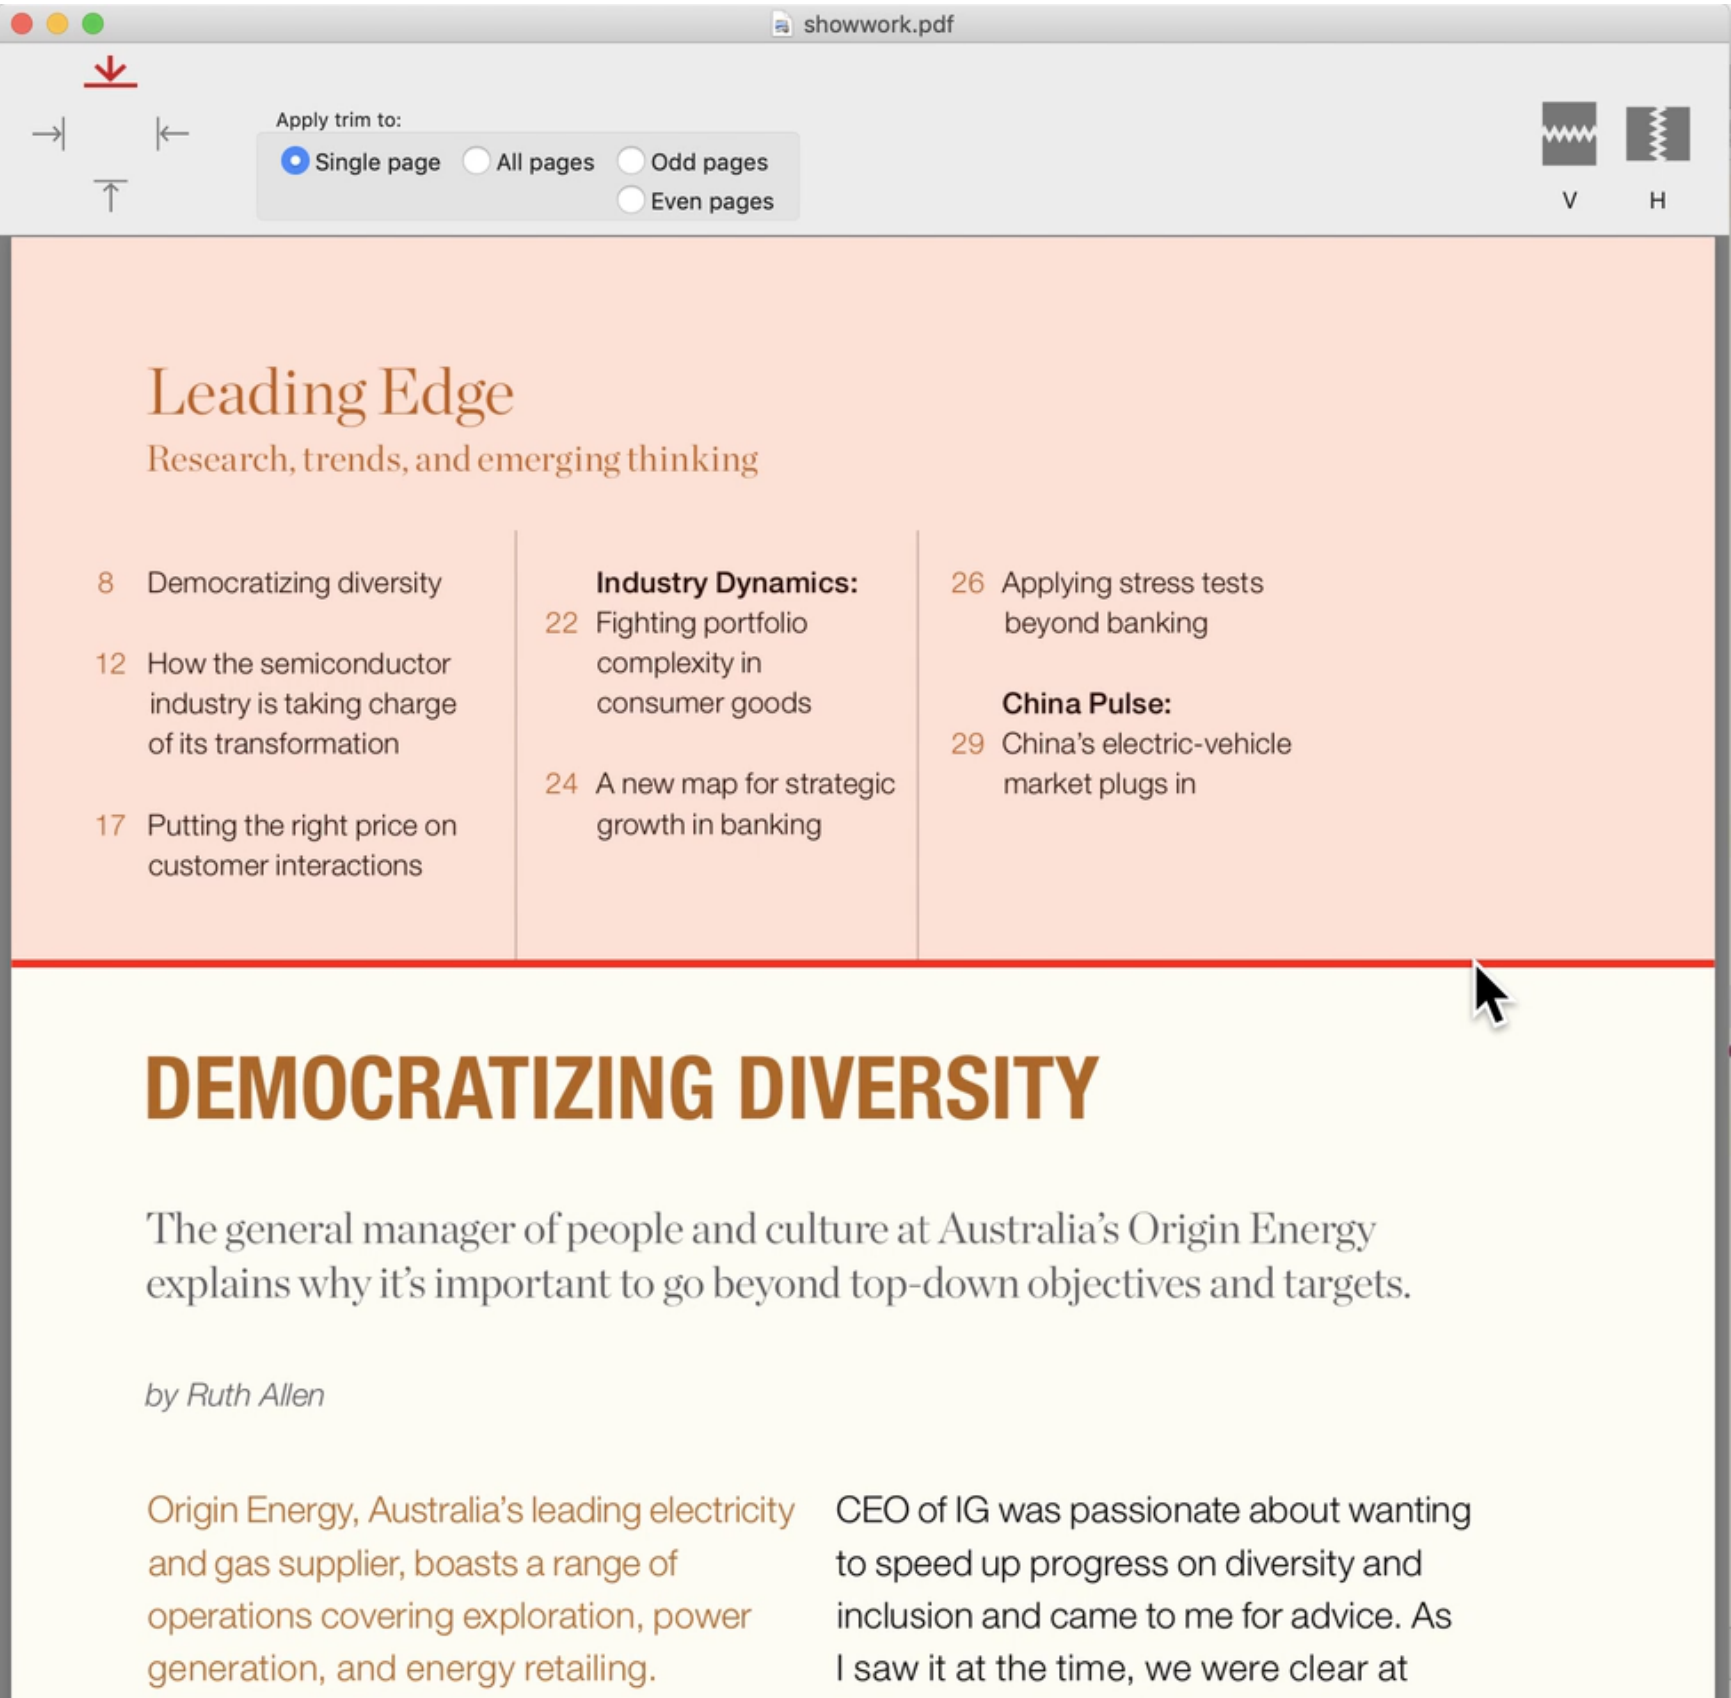 showwork.pdf
Apply trim to:
Single page All pages Odd pages
Even pages
V H
Leading Edge
Research, trends, and emerging thinking
8 Democratizing diversity
12 How the semiconductor
industry is taking charge
of its transformation
17 Putting the right price on
customer interactions
Industry Dynamics:
22 Fighting portfolio
complexity in
consumer goods
24 A new map for strategic
growth in banking
26 Applying stress tests
beyond banking
China Pulse:
29 China’s electric-vehicle
market plugs in
DEMOCRATIZING DIVERSITY
The general manager of people and culture at Australia’s Origin Energy
explains why it’s important to go beyond top-down objectives and targets.
by Ruth Allen
Origin Energy, Australia’s leading electricity
and gas supplier, boasts a range of
operations covering exploration, power
generation, and energy retailing.
CEO of IG was passionate about wanting
to speed up progress on diversity and
inclusion and came to me for advice. As
I saw it at the time, we were clear at